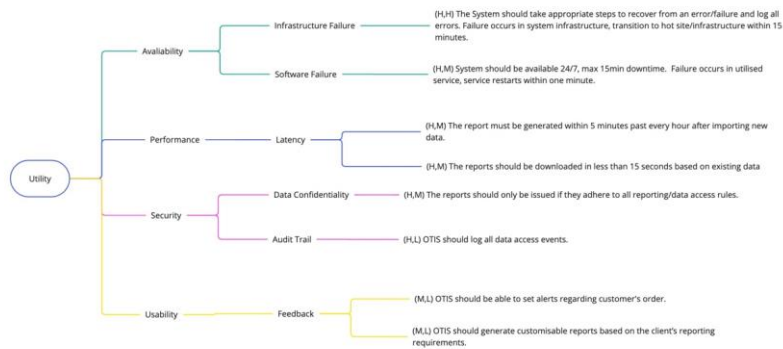 Utility
Avaliability
Infrastructure Failure
(H,H) The System should take appropriate steps to recover from an error/failure and log all
errors. Failure occurs in system infrastructure, transition to hot site/infrastructure within 15
minutes.
Software Failure
(H,M) System should be available 24/7, max 15min downtime. Failure occurs in utilised
service, service restarts within one minute.
Performance
Latency
(H,M) The report must be generated within 5 minutes past every hour after importing new
data.
(H,M) The reports should be downloaded in less than 15 seconds based on existing data
Security
Data Confidentiality
(H,M) The reports should only be issued if they adhere to all reporting/data access rules.
Audit Trail
(H,L) OTIS should log all data access events.
Usability
Feedback
(M,L) OTIS should be able to set alerts regarding customer's order.
(M,L) OTIS should generate customisable reports based on the client's reporting
requirements.